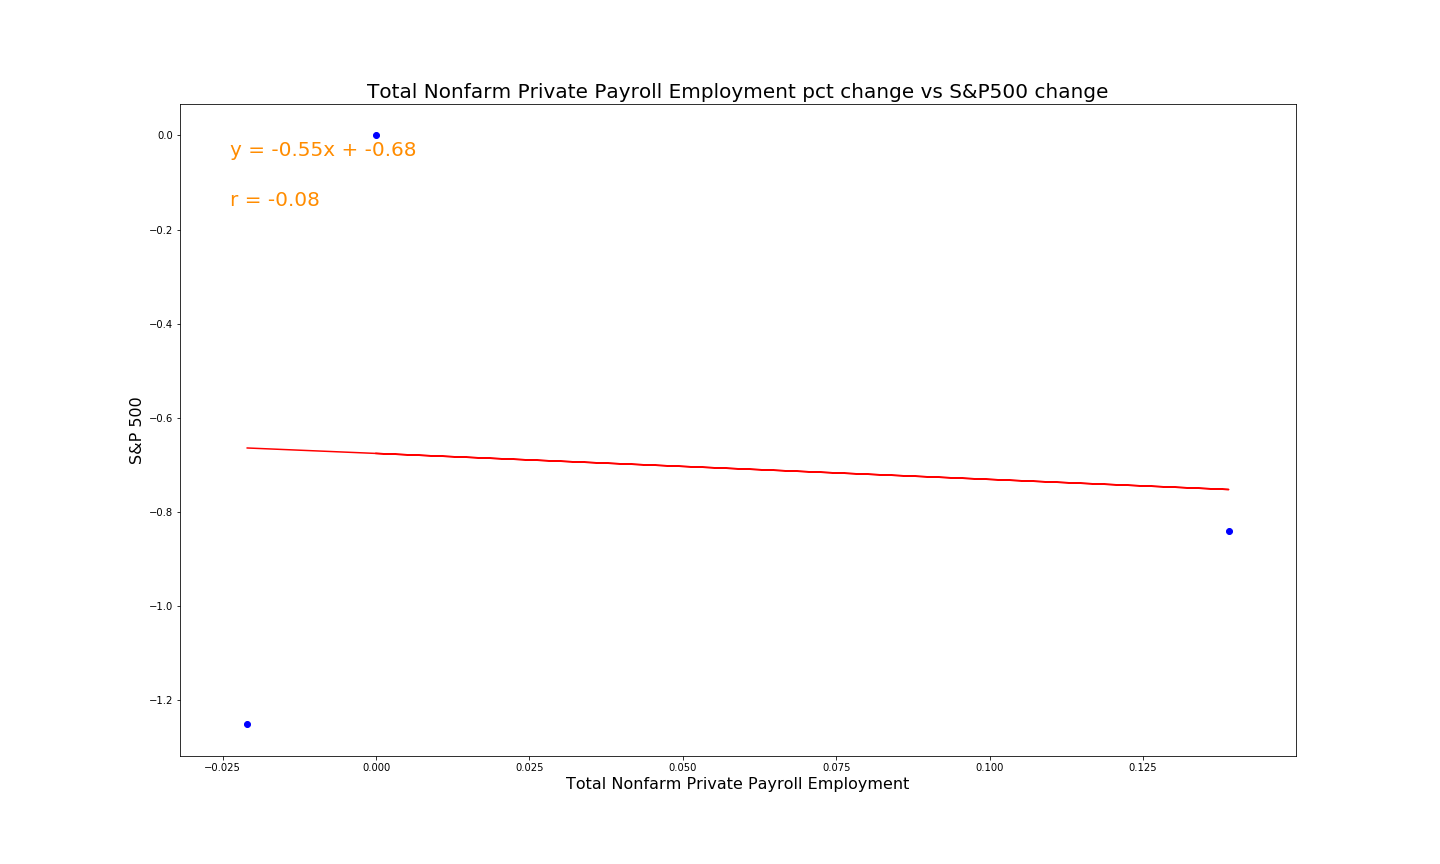 Total Nonfarm Private Payroll Employment pct change vs S&P500 change
y = -0.55x + -0.68
r = -0.08
S&P 500
0.0
−0.2
−0.4
−0.6
−0.8
−1.0
−1.2
−0.025
0.000
0.025
0.050
0.075
0.100
0.125
Total Nonfarm Private Payroll Employment